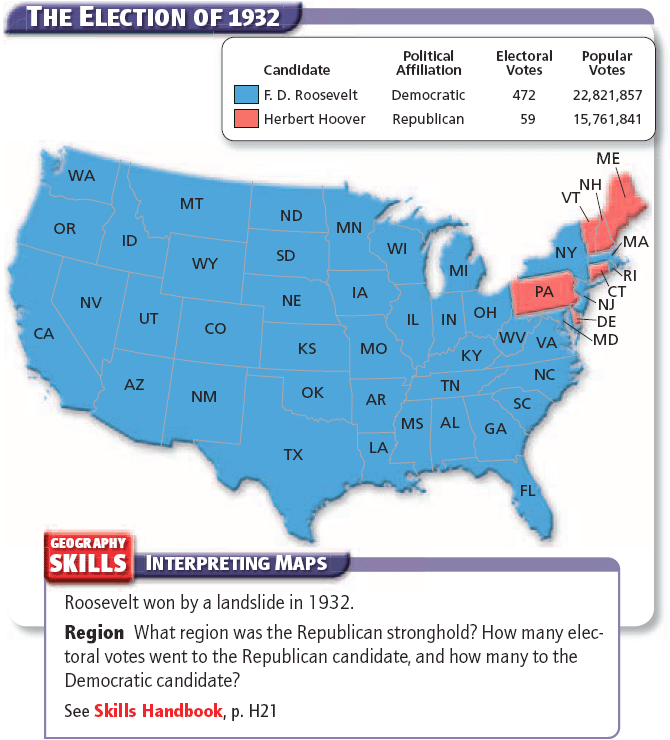 THE ELECTION OF 1932
Candidate Political Affiliation Electoral Votes Popular Votes
F. D. Roosevelt Democratic 472 22,821,857
Herbert Hoover Republican 59 15,761,841
ME
NH
VT
WA
MT
ND
MN
OR
ID
WY
SD
WI
MI
NY
MA
RI
CT
NJ
DE
MD
PA
NV
UT
CO
NE
IA
IL
IN
OH
WV
VA
CA
KS
MO
KY
AZ
NM
OK
AR
TN
NC
SC
MS
AL
GA
TX
LA
FL
GEOGRAPHY
SKILLS INTERPRETING MAPS
Roosevelt won by a landslide in 1932.
Region What region was the Republican stronghold? How many elec-
toral votes went to the Republican candidate, and how many to the
Democratic candidate?
See Skills Handbook, p. H21